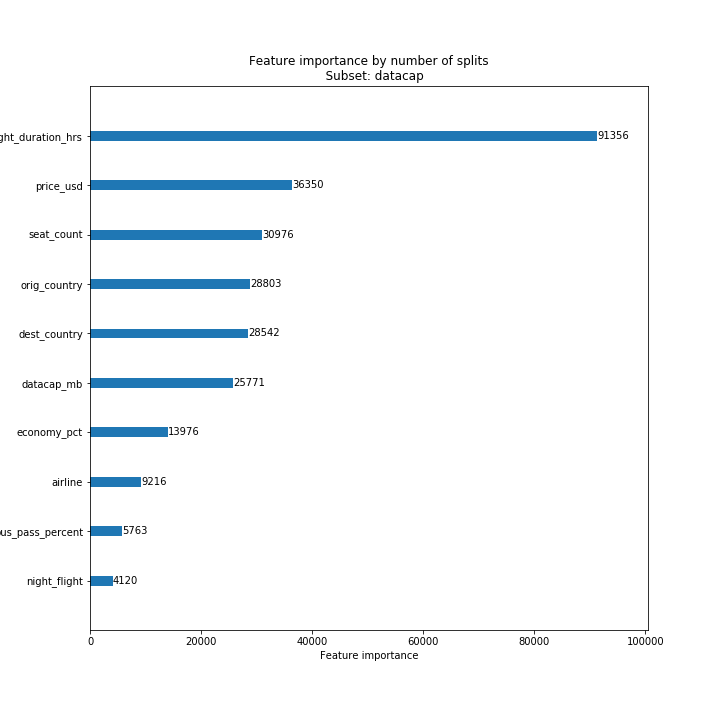 Feature importance by number of splits
Subset: datacap
ght_duration_hrs
91356
price_usd
36350
seat_count
30976
orig_country
28803
dest_country
28542
datacap_mb
25771
economy_pct
13976
airline
9216
us_pass_percent
5763
night_flight
4120
0 20000 40000 60000 80000 100000
Feature importance